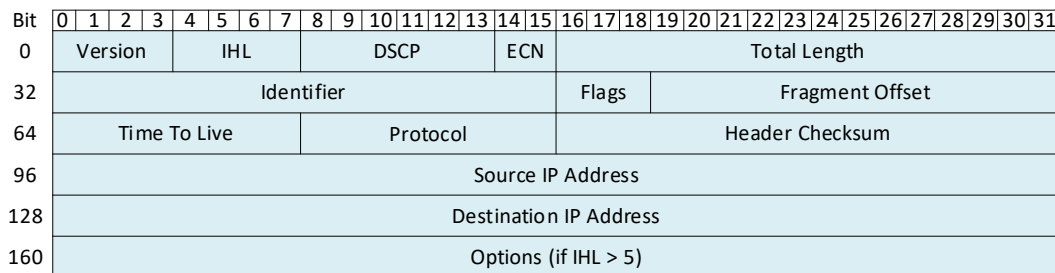 Bit 0 1 2 3 4 5 6 7 8 9 10 11 12 13 14 15 16 17 18 19 20 21 22 23 24 25 26 27 28 29 30 31
0 Version IHL DSCP ECN Total Length
32 Identifier Flags Fragment Offset
64 Time To Live Protocol Header Checksum
96 Source IP Address
128 Destination IP Address
160 Options (if IHL > 5)